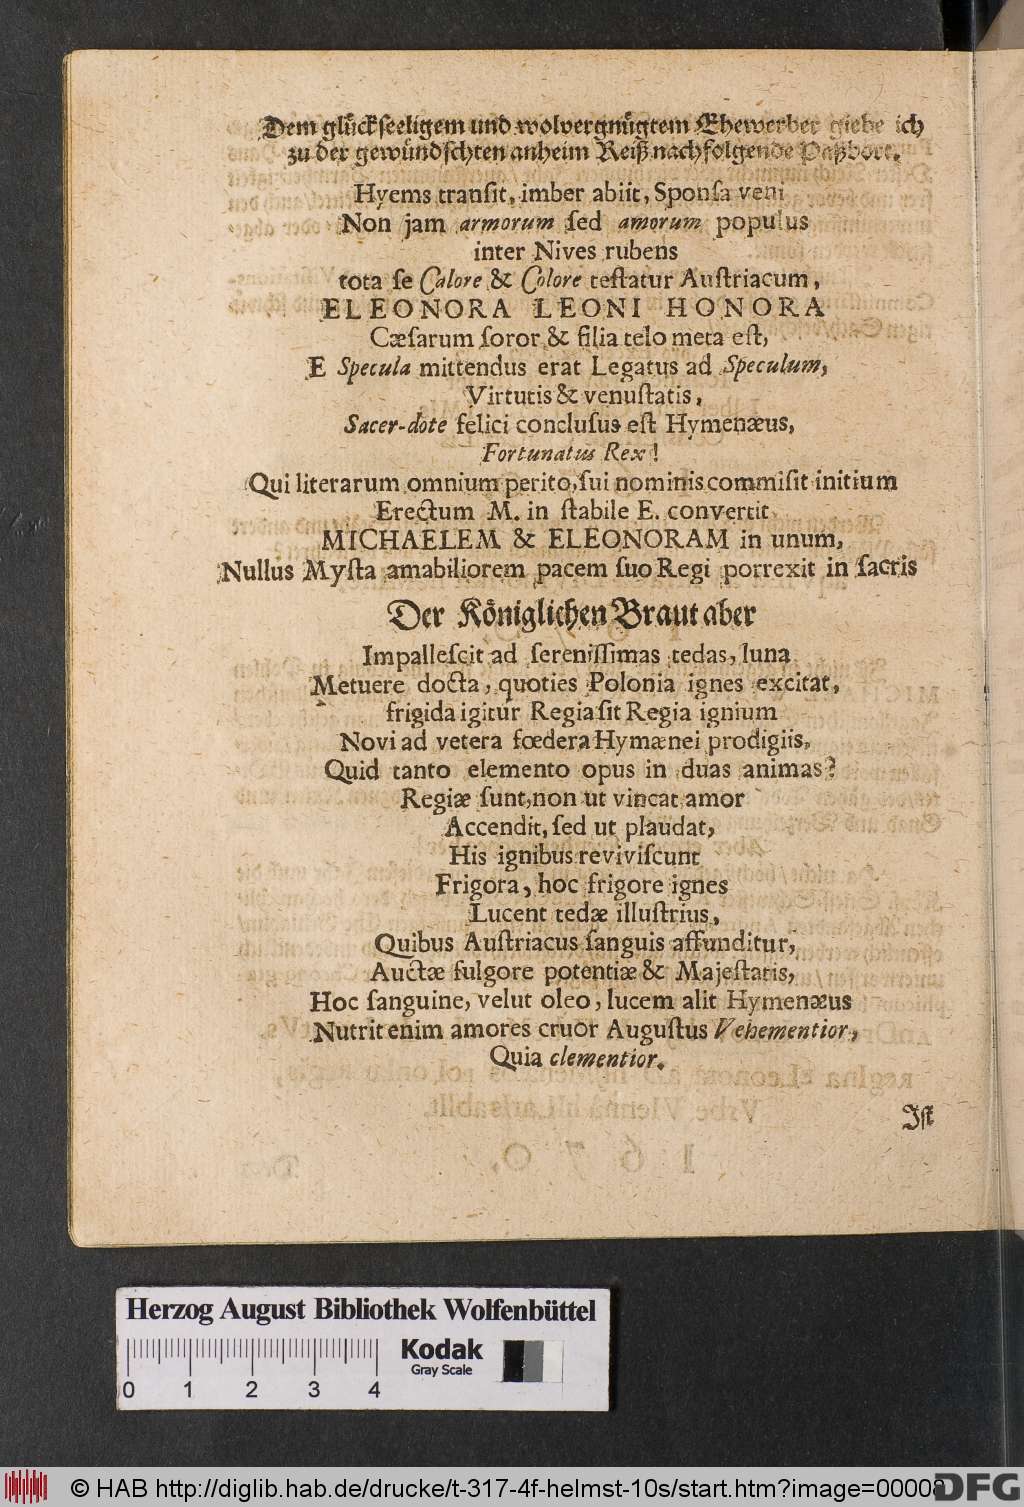 Dem glückſeeligem und wolvergnügtem Ehewerber giebe ich
zu der gewündſchten anheim Reiß nachfolgende Paßbort.
Hyems tranſit, imber abiit, Sponſa veni
Non jam armorum ſed amorum populus
inter Nives rubens
tota ſe Calore & Colore teſtatur Auſtriacum,
ELEONORA LEONI HONORA
Cæſarum ſoror & filia telo meta eſt,
E Specula mittendus erat Legatus ad Speculum,
Virtutis & venuſtatis,
Sacer-dote felici concluſus eſt Hymenæus,
Fortunatus Rex!
Qui literarum omnium perito, ſui nominis commiſit initium
Erectum M. in ſtabile E. convertit
MICHAELEM & ELEONORAM in unum,
Nullus Myſta amabiliorem pacem ſuo Regi porrexit in ſacris
Der Königlichen Braut aber
Impalleſcit ad ſereniſſimas tedas, luna
Metuere docta, quoties Polonia ignes excitat,
frigida igitur Regia ſit Regia ignium
Novi ad vetera fœdera Hymænei prodigiis,
Quid tanto elemento opus in duas animas?
Regiæ ſunt, non ut vincat amor
Accendit, ſed ut plaudat,
His ignibus reviviſcunt
Frigora, hoc frigore ignes
Lucent tedæ illuſtrius,
Quibus Auſtriacus ſanguis affunditur,
Auctæ fulgore potentiæ & Majeſtatis,
Hoc ſanguine, velut oleo, lucem alit Hymenæus
Nutrit enim amores cruor Auguſtus Vehementior,
Quia clementior.
Iſt
Herzog August Bibliothek Wolfenbüttel
Kodak
Gray Scale
0 1 2 3 4
© HAB http://diglib.hab.de/drucke/t-317-4f-helmst-10s/start.htm?image=00008
DFG